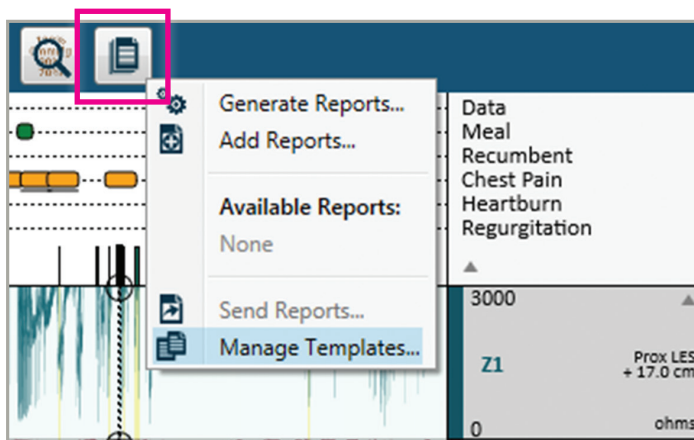 Generate Reports...
Add Reports...
Available Reports:
None
Send Reports...
Manage Templates...
Data
Meal
Recumbent
Chest Pain
Heartburn
Regurgitation
3000
Z1
Prox LES
+ 17.0 cm
0
ohms